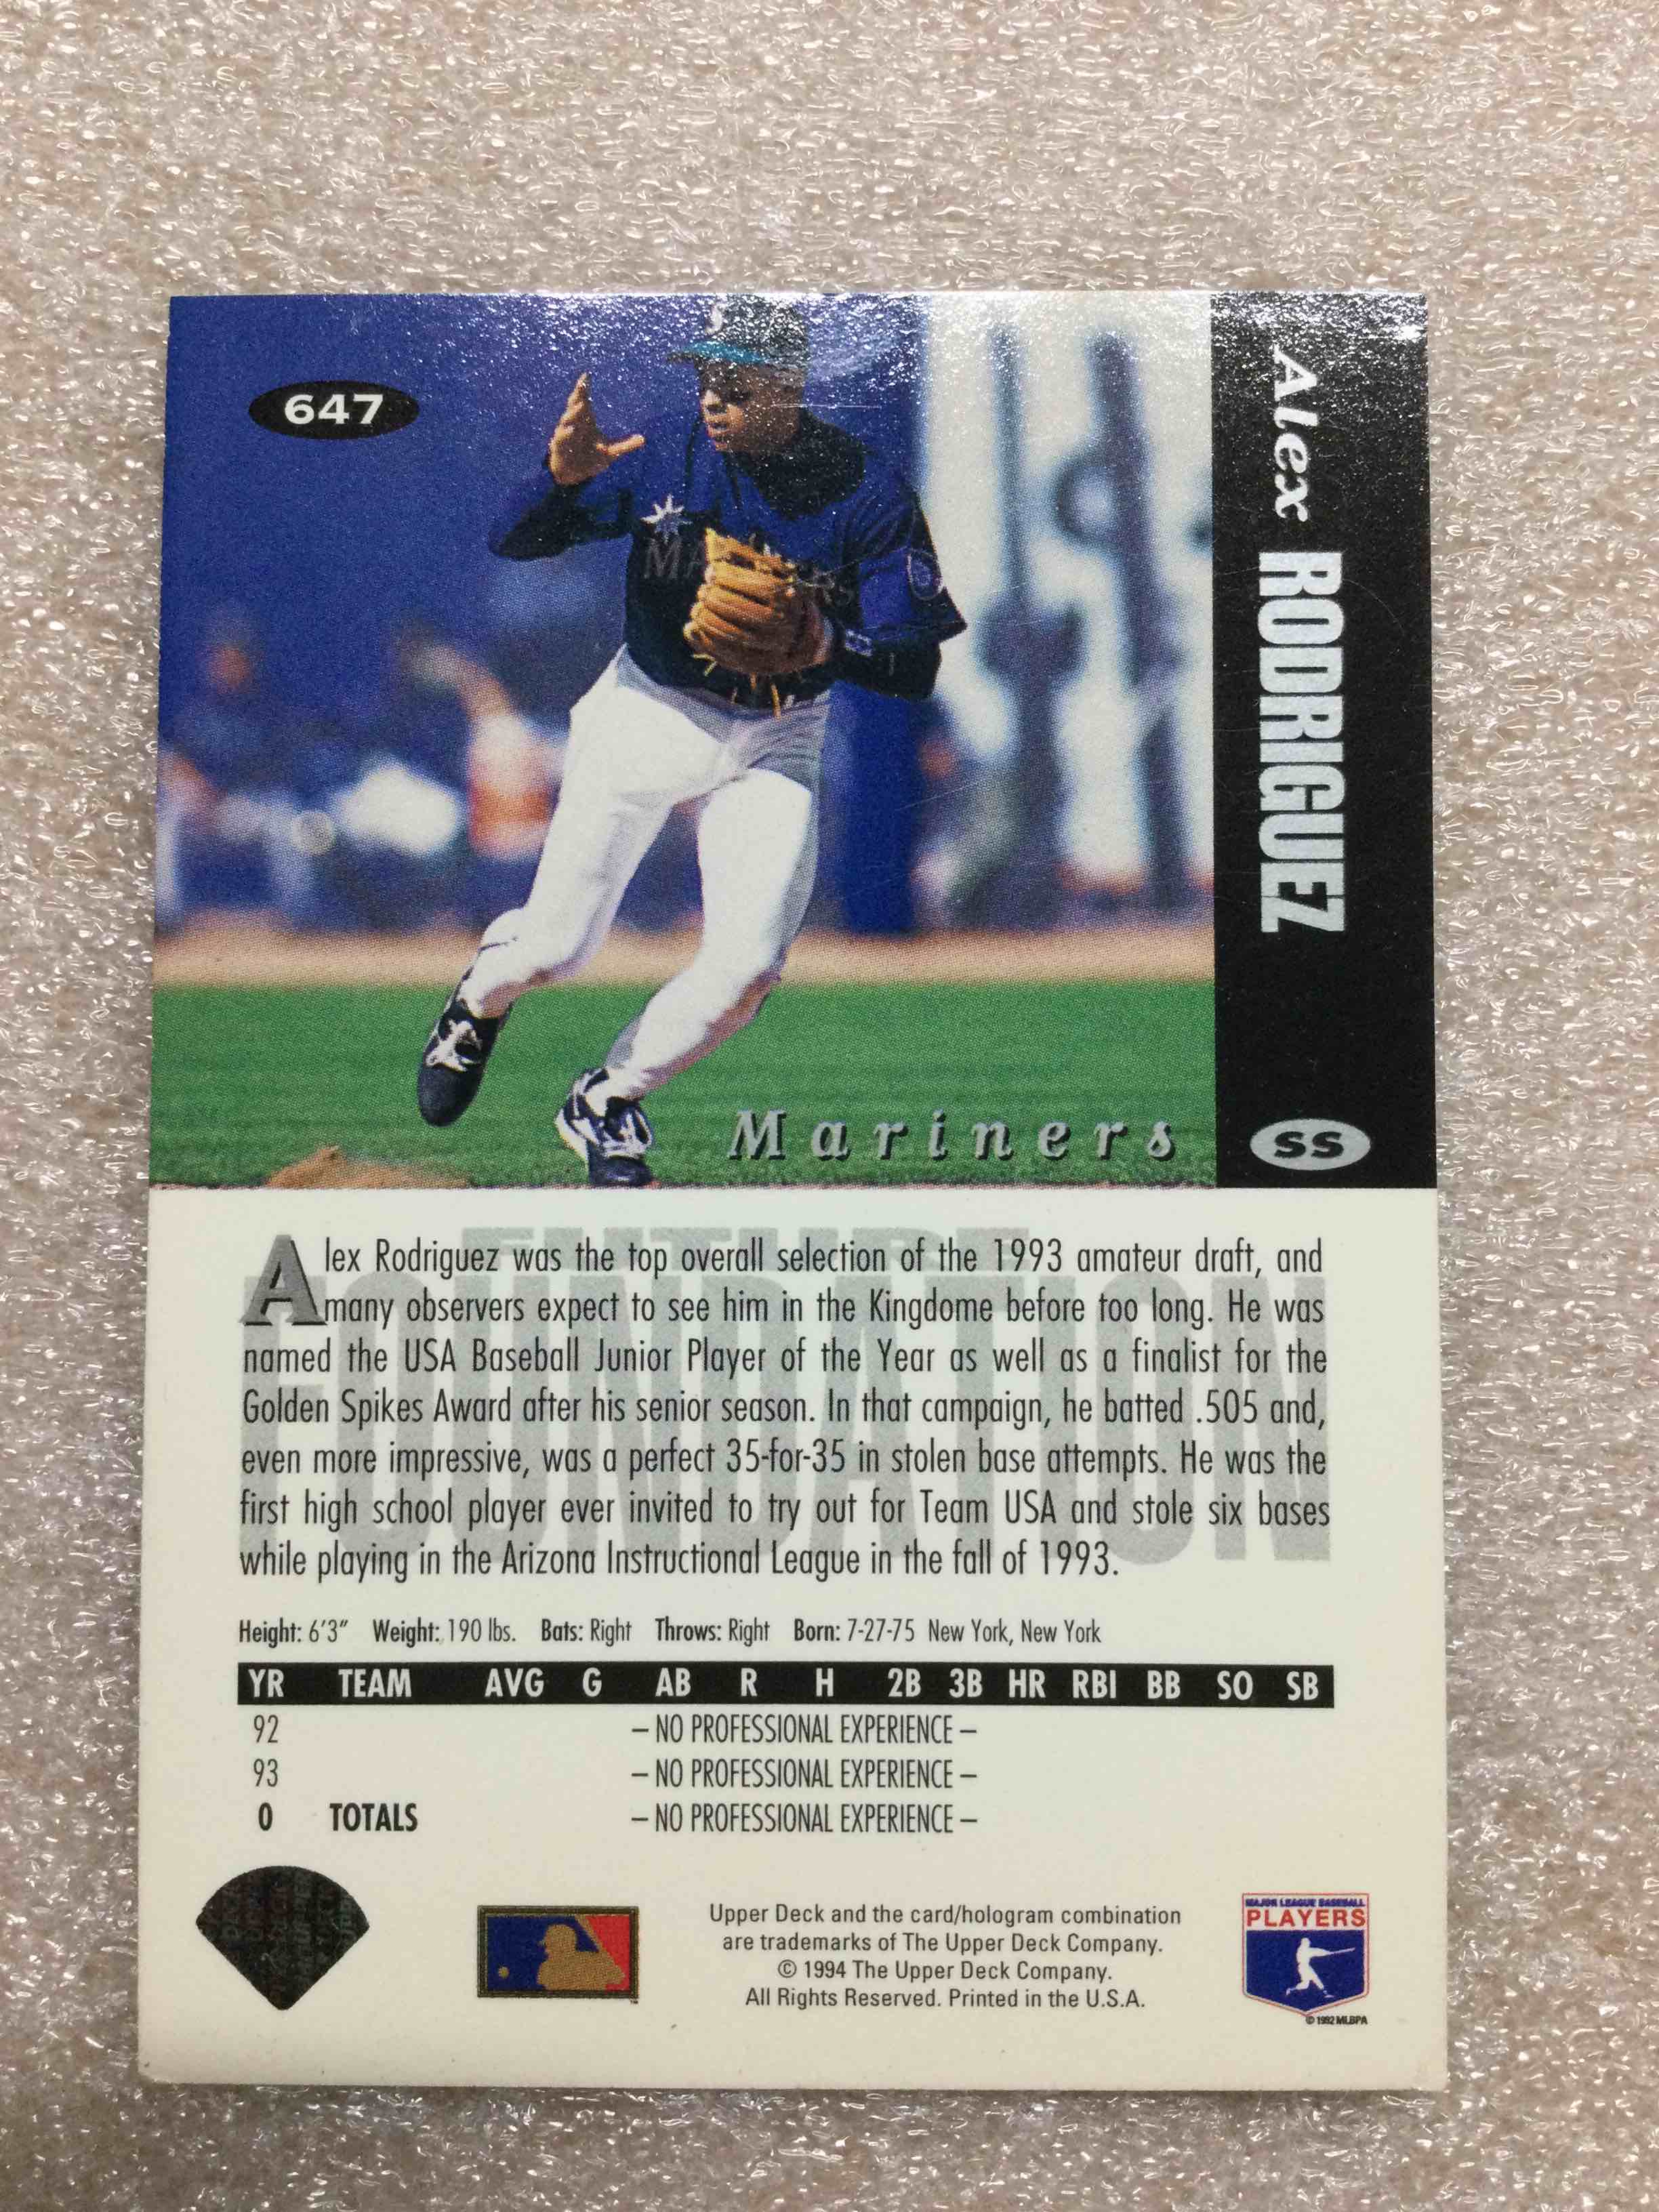 647
Alex RODRIGUEZ
SS
MA RS
Mariners
FUTURE
FOUNDATION
Alex Rodriguez was the top overall selection of the 1993 amateur draft, and
many observers expect to see him in the Kingdome before too long. He was
named the USA Baseball Junior Player of the Year as well as a finalist for the
Golden Spikes Award after his senior season. In that campaign, he batted .505 and,
even more impressive, was a perfect 35-for-35 in stolen base attempts. He was the
first high school player ever invited to try out for Team USA and stole six bases
while playing in the Arizona Instructional League in the fall of 1993.
Height: 6'3" Weight: 190 lbs. Bats: Right Throws: Right Born: 7-27-75 New York, New York
YR TEAM AVG G AB R H 2B 3B HR RBI BB SO SB
92 – NO PROFESSIONAL EXPERIENCE –
93 – NO PROFESSIONAL EXPERIENCE –
0 TOTALS – NO PROFESSIONAL EXPERIENCE –
Upper Deck and the card/hologram combination
are trademarks of The Upper Deck Company.
© 1994 The Upper Deck Company.
All Rights Reserved. Printed in the U.S.A.
MAJOR LEAGUE BASEBALL
PLAYERS
© 1992 MLBPA